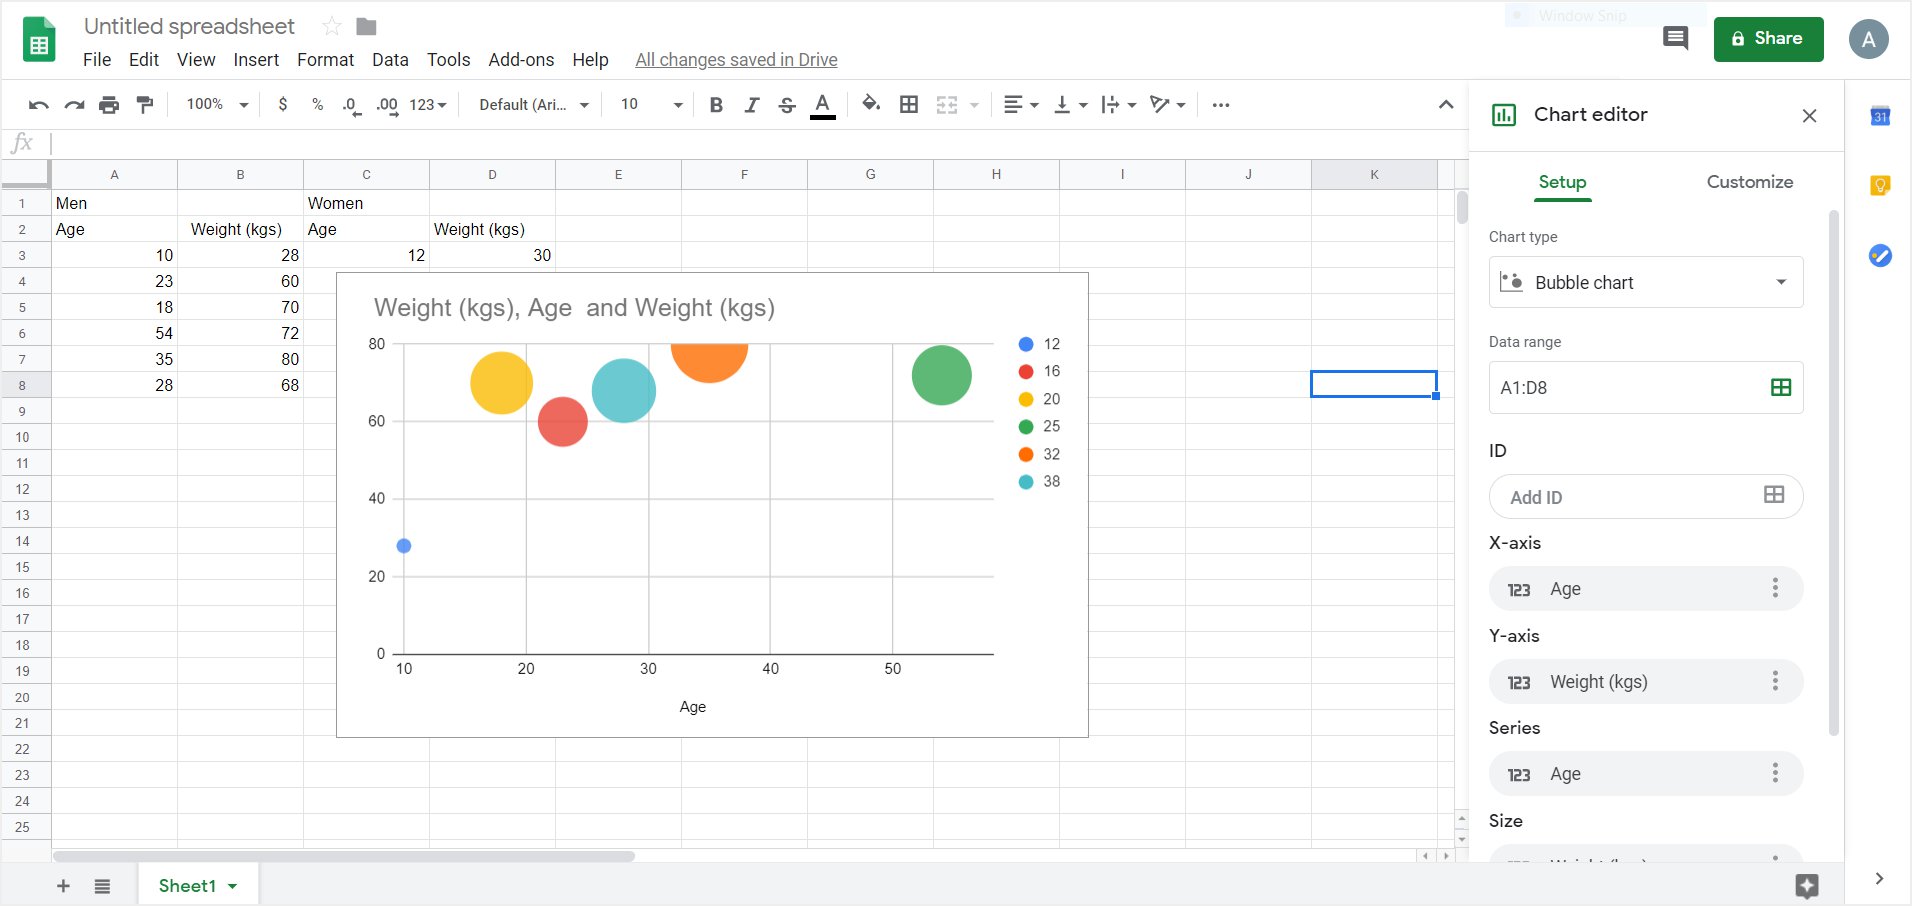 Untitled spreadsheet
Window Snip
File Edit View Insert Format Data Tools Add-ons Help All changes saved in Drive
Share
A
100% $ % .0 .00 123 Default (Ari... 10 B I S A
fx
Chart editor
31
A B C D E F G H I J K
Setup Customize
1 Men Women
2 Age Weight (kgs) Age Weight (kgs)
3 10 28 12 30
4 23 60
5 18 70
6 54 72
7 35 80
8 28 68
9
10
11
12
13
14
15
16
17
18
19
20
21
22
23
24
25
Weight (kgs), Age and Weight (kgs)
80
60
40
20
0
10 20 30 40 50
Age
12
16
20
25
32
38
Chart type
Bubble chart
Data range
A1:D8
ID
Add ID
X-axis
123 Age
Y-axis
123 Weight (kgs)
Series
123 Age
Size
Sheet1